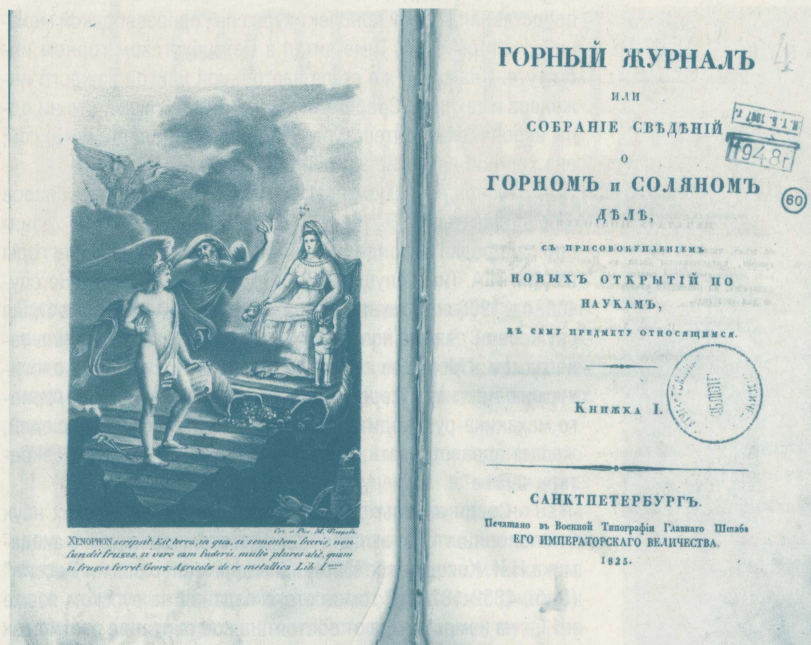 Xenophon scripsit: Est terra, in qua, si sementem feceris, non
fundit fruges, si vero eam foderis, multo plures alit, quam
si fruges ferret. Georg. Agricolæ de re metallica Lib. I
ГОРНЫЙ ЖУРНАЛЪ
ИЛИ
СОБРАНІЕ СВѢДѢНІЙ
О
ГОРНОМЪ и СОЛЯНОМЪ
ДѢЛѢ,
СЪ ПРИСОВОКУПЛЕНІЕМЪ
НОВЫХЪ ОТКРЫТІЙ ПО
НАУКАМЪ,
КЪ СЕМУ ПРЕДМЕТУ ОТНОСЯЩИМСЯ.
Книжка I.
САНКТПЕТЕРБУРГЪ.
Печатано въ Военной Типографіи Главнаго Штаба
ЕГО ИМПЕРАТОРСКАГО ВЕЛИЧЕСТВА.
1825.
4
1948г
60